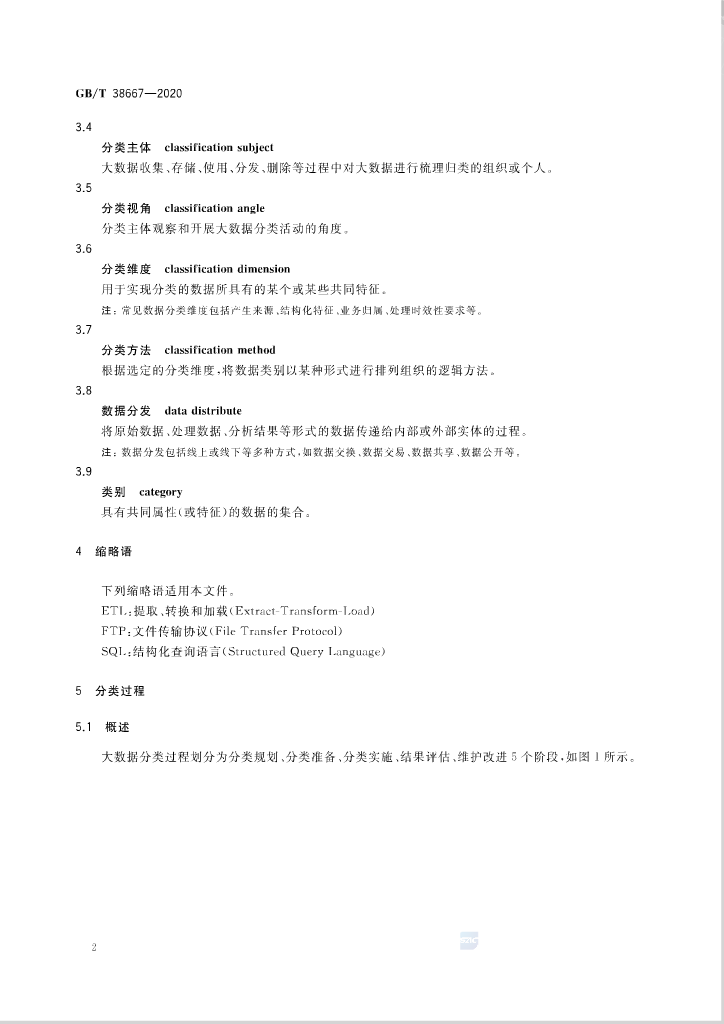 GB/T 38667—2020
3.4
分类主体 classification subject
大数据收集、存储、使用、分发、删除等过程中对大数据进行梳理归类的组织或个人。
3.5
分类视角 classification angle
分类主体观察和开展大数据分类活动的角度。
3.6
分类维度 classification dimension
用于实现分类的数据所具有的某个或某些共同特征。
注：常见数据分类维度包括产生来源、结构化特征、业务归属、处理时效性要求等。
3.7
分类方法 classification method
根据选定的分类维度，将数据类别以某种形式进行排列组织的逻辑方法。
3.8
数据分发 data distribute
将原始数据、处理数据、分析结果等形式的数据传递给内部或外部实体的过程。
注：数据分发包括线上或线下等多种方式，如数据交换、数据交易、数据共享、数据公开等。
3.9
类别 category
具有共同属性（或特征）的数据的集合。
4 缩略语
下列缩略语适用本文件。
ETL：提取、转换和加载（Extract-Transform-Load）
FTP：文件传输协议（File Transfer Protocol）
SQL：结构化查询语言（Structured Query Language）
5 分类过程
5.1 概述
大数据分类过程划分为分类规划、分类准备、分类实施、结果评估、维护改进 5 个阶段，如图 1 所示。
2